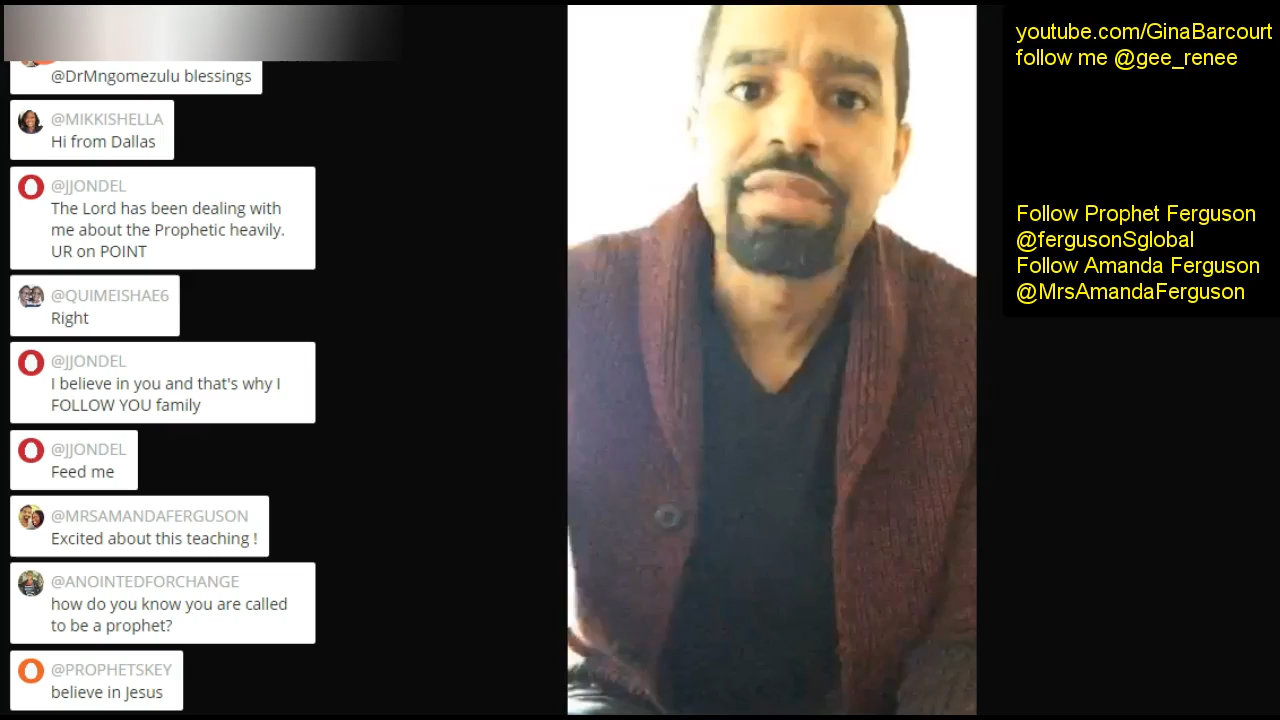 @DrMngomezulu blessings
@MIKKISHELLA
Hi from Dallas
@JJONDEL
The Lord has been dealing with
me about the Prophetic heavily.
UR on POINT
@QUIMEISHAE6
Right
@JJONDEL
I believe in you and that's why I
FOLLOW YOU family
@JJONDEL
Feed me
@MRSAMANDAFERGUSON
Excited about this teaching !
@ANOINTEDFORCHANGE
how do you know you are called
to be a prophet?
@PROPHETSKEY
believe in Jesus
youtube.com/GinaBarcourt
follow me @gee_renee
Follow Prophet Ferguson
@fergusonSglobal
Follow Amanda Ferguson
@MrsAmandaFerguson